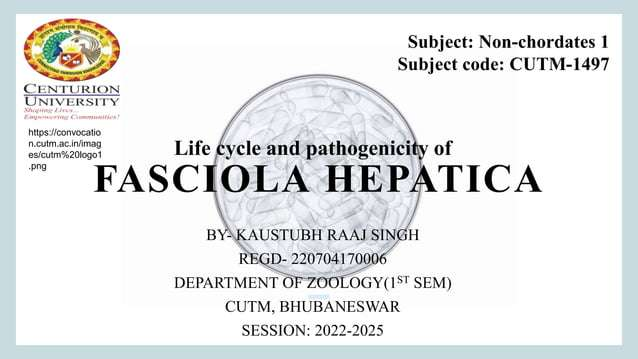 Subject: Non-chordates 1
Subject code: CUTM-1497
CENTURION
UNIVERSITY
Shaping Lives...
Empowering Communities!
https://convocatio
n.cutm.ac.in/imag
es/cutm%20logo1
.png
Life cycle and pathogenicity of
FASCIOLA HEPATICA
BY- KAUSTUBH RAAJ SINGH
REGD- 220704170006
DEPARTMENT OF ZOOLOGY(1ST SEM)
CUTM, BHUBANESWAR
SESSION: 2022-2025